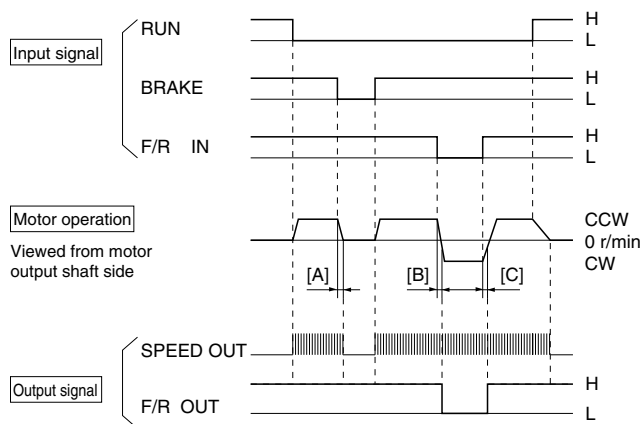 Input signal
RUN
H
L
BRAKE
H
L
F/R IN
H
L
Motor operation
Viewed from motor
output shaft side
CCW
0 r/min
CW
[A]
[B]
[C]
Output signal
SPEED OUT
F/R OUT
H
L